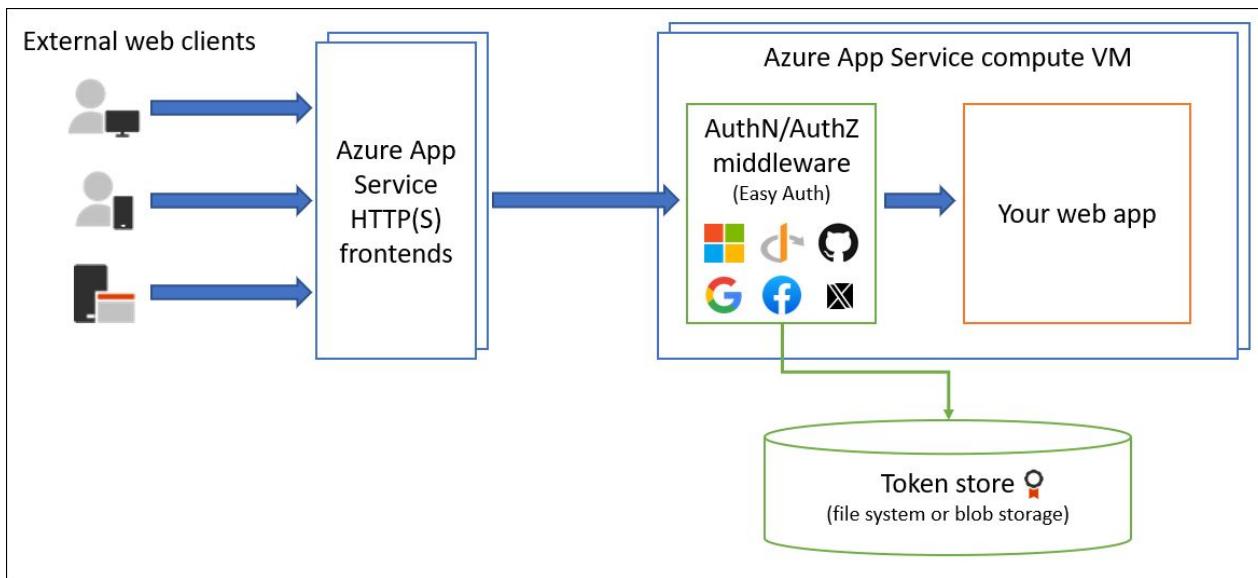 External web clients
Azure App
Service
HTTP(S)
frontends
Azure App Service compute VM
AuthN/AuthZ
middleware
(Easy Auth)
Your web app
Token store
(file system or blob storage)